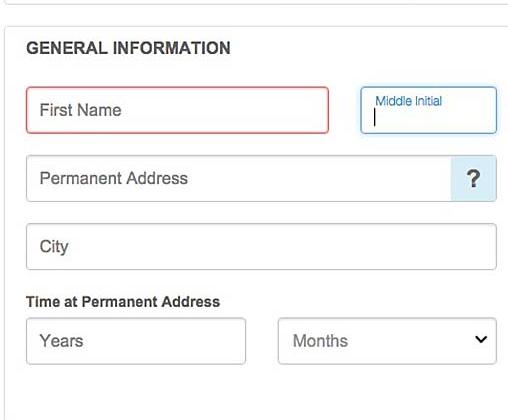 GENERAL INFORMATION
First Name
Middle Initial
Permanent Address ?
City
Time at Permanent Address
Years
Months